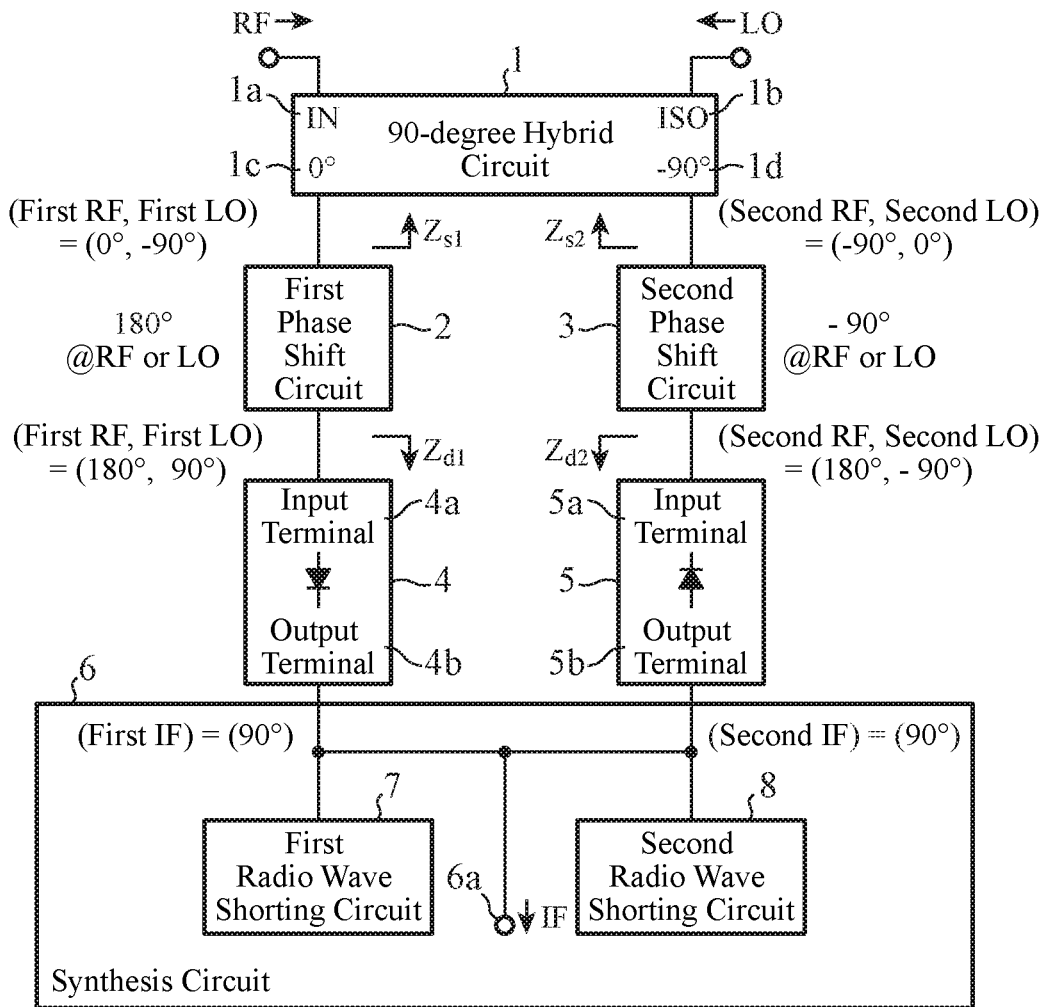 RF LO
1
1a IN ISO 1b
90-degree Hybrid
Circuit
1c 0° -90° 1d
(First RF, First LO)
= (0°, -90°)
Zs1 Zs2
(Second RF, Second LO)
= (-90°, 0°)
First
Phase
Shift
Circuit
2
180°
@RF or LO
Second
Phase
Shift
Circuit
3
- 90°
@RF or LO
(First RF, First LO)
= (180°, 90°)
Zd1 Zd2
(Second RF, Second LO)
= (180°, - 90°)
Input
Terminal
4a
4
Output
Terminal
4b
Input
Terminal
5a
5
Output
Terminal
5b
6
(First IF) = (90°)
(Second IF) = (90°)
7
First
Radio Wave
Shorting Circuit
6a
IF
8
Second
Radio Wave
Shorting Circuit
Synthesis Circuit